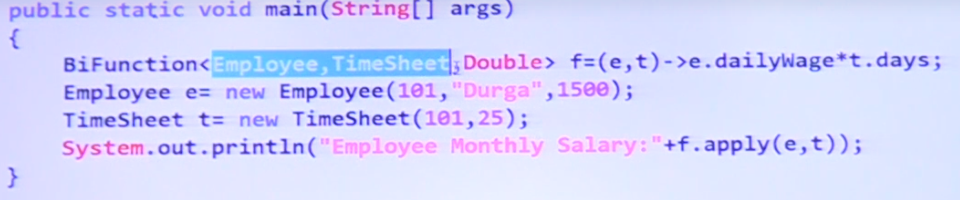 public static void main(String[] args)
{
BiFunction<Employee,TimeSheet,Double> f=(e,t)->e.dailyWage*t.days;
Employee e= new Employee(101,"Durga",1500);
TimeSheet t= new TimeSheet(101,25);
System.out.println("Employee Monthly Salary:"+f.apply(e,t));
}